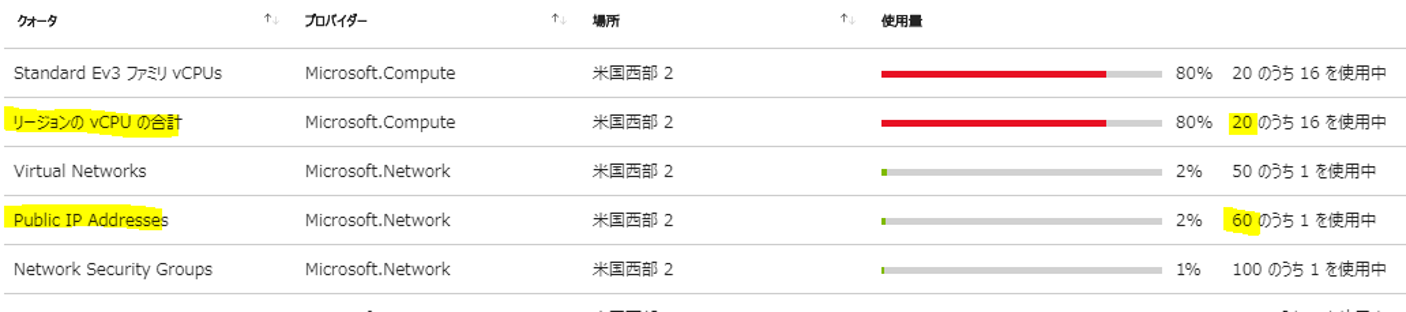 クォータ ↑↓ プロバイダー ↑↓ 場所 ↑↓ 使用量
Standard Ev3 ファミリ vCPUs Microsoft.Compute 米国西部 2 80% 20 のうち 16 を使用中
リージョンの vCPU の合計 Microsoft.Compute 米国西部 2 80% 20 のうち 16 を使用中
Virtual Networks Microsoft.Network 米国西部 2 2% 50 のうち 1 を使用中
Public IP Addresses Microsoft.Network 米国西部 2 2% 60 のうち 1 を使用中
Network Security Groups Microsoft.Network 米国西部 2 1% 100 のうち 1 を使用中